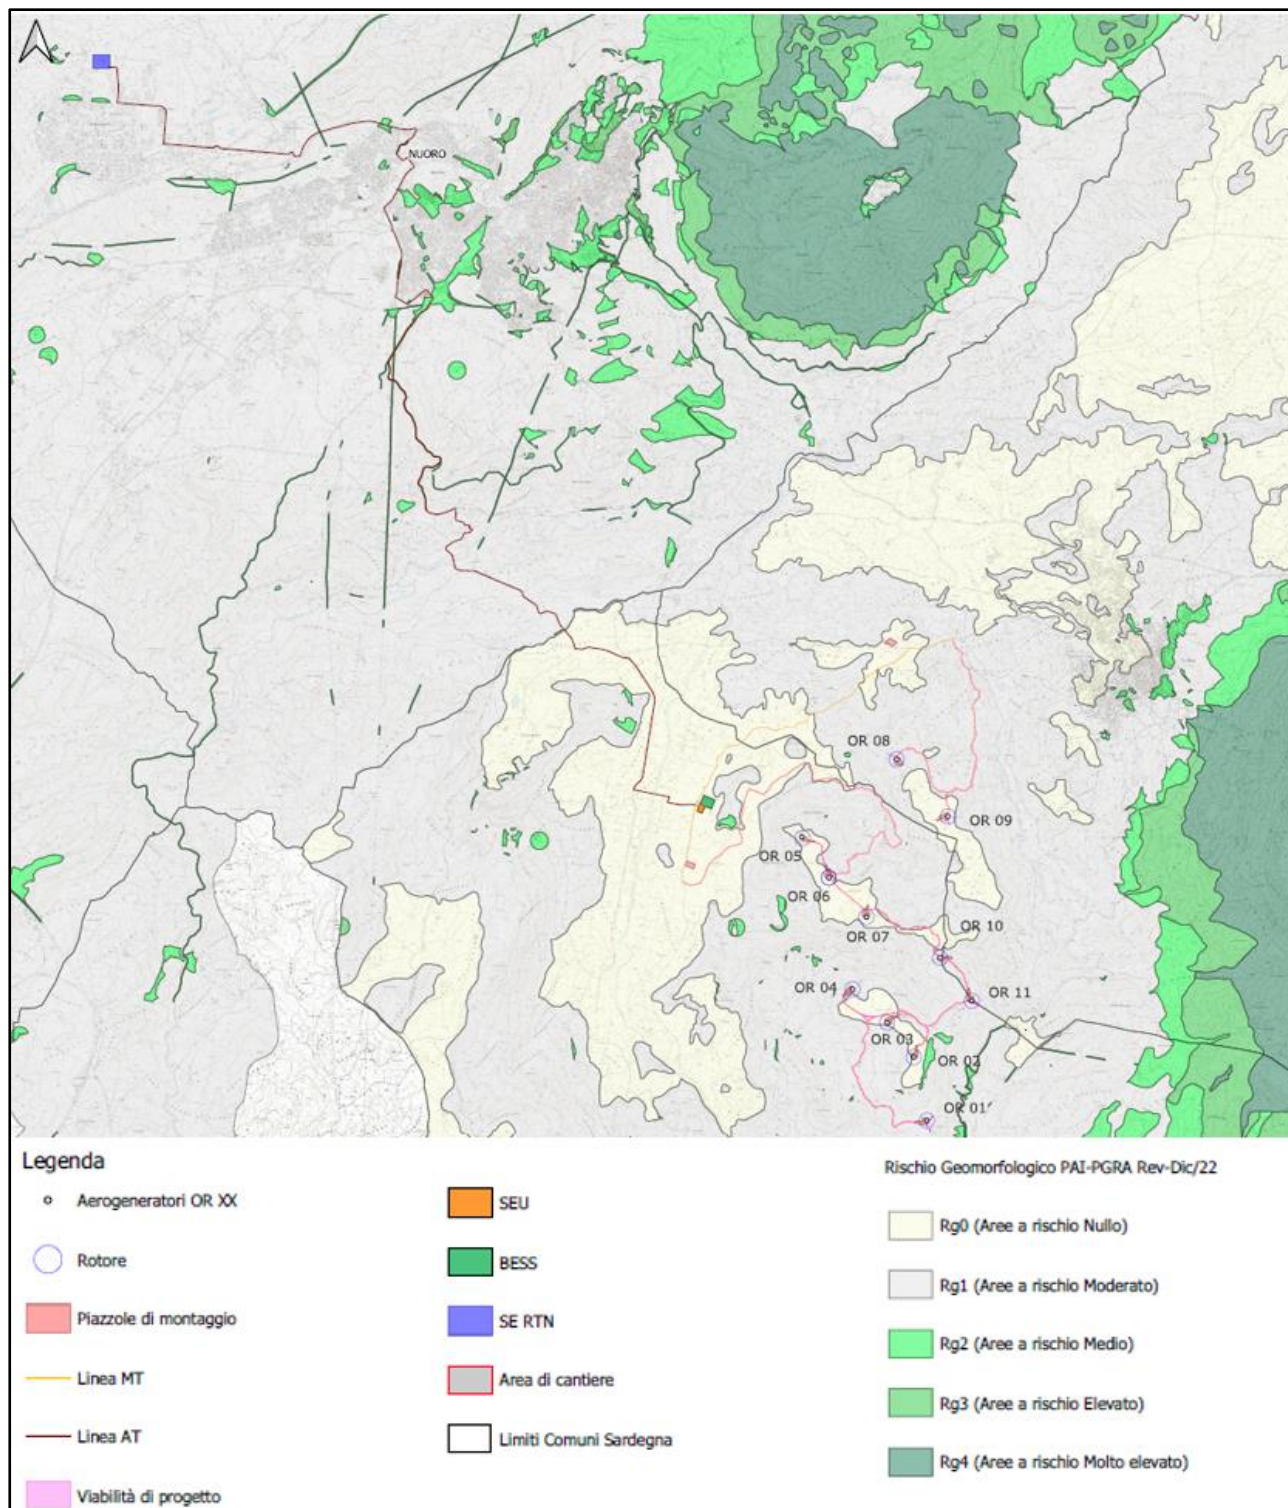 NUORO
OR 08
OR 09
OR 05
OR 06
OR 07
OR 10
OR 04
OR 11
OR 03
OR 02
OR 01
Legenda
Aerogeneratori OR XX
Rotore
Piazzole di montaggio
Linea MT
Linea AT
Viabilità di progetto
SEU
BESS
SE RTN
Area di cantiere
Limiti Comuni Sardegna
Rischio Geomorfologico PAI-PGRA Rev-Dic/22
Rg0 (Aree a rischio Nullo)
Rg1 (Aree a rischio Moderato)
Rg2 (Aree a rischio Medio)
Rg3 (Aree a rischio Elevato)
Rg4 (Aree a rischio Molto elevato)